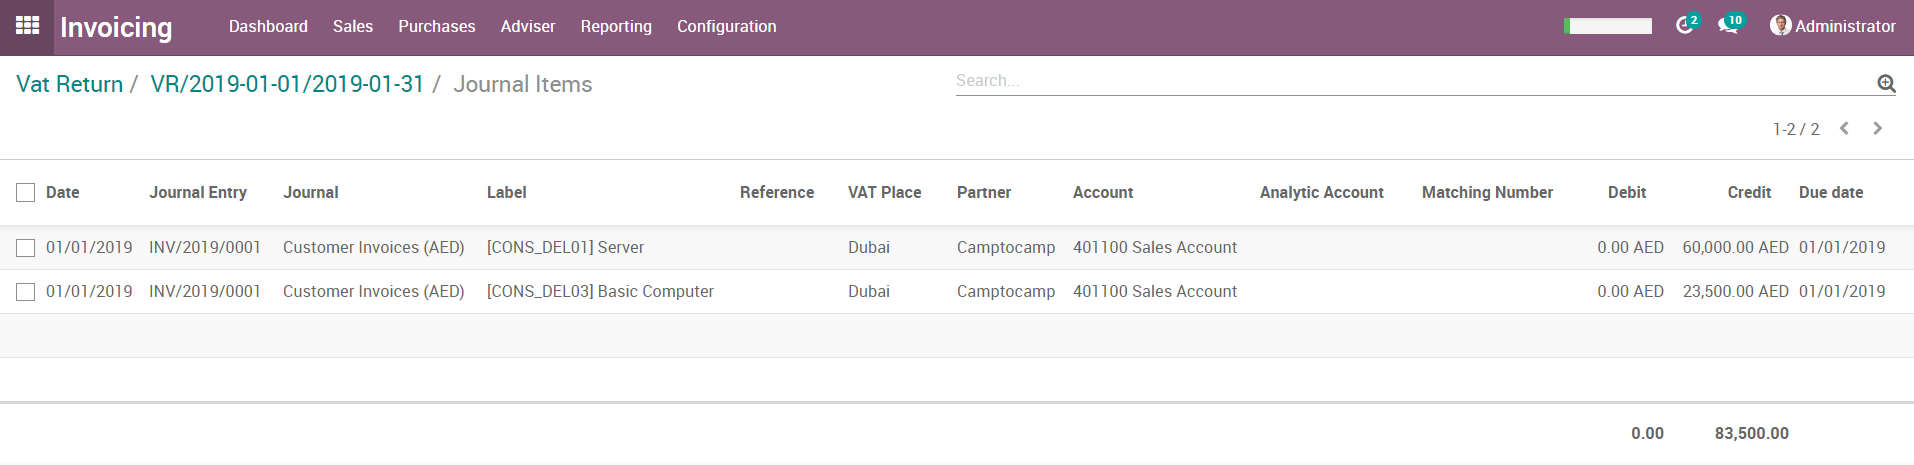 Invoicing Dashboard Sales Purchases Adviser Reporting Configuration 2 10 Administrator
Vat Return / VR/2019-01-01/2019-01-31 / Journal Items Search...
1-2 / 2
Date Journal Entry Journal Label Reference VAT Place Partner Account Analytic Account Matching Number Debit Credit Due date
01/01/2019 INV/2019/0001 Customer Invoices (AED) [CONS_DEL01] Server Dubai Camptocamp 401100 Sales Account 0.00 AED 60,000.00 AED 01/01/2019
01/01/2019 INV/2019/0001 Customer Invoices (AED) [CONS_DEL03] Basic Computer Dubai Camptocamp 401100 Sales Account 0.00 AED 23,500.00 AED 01/01/2019
0.00 83,500.00